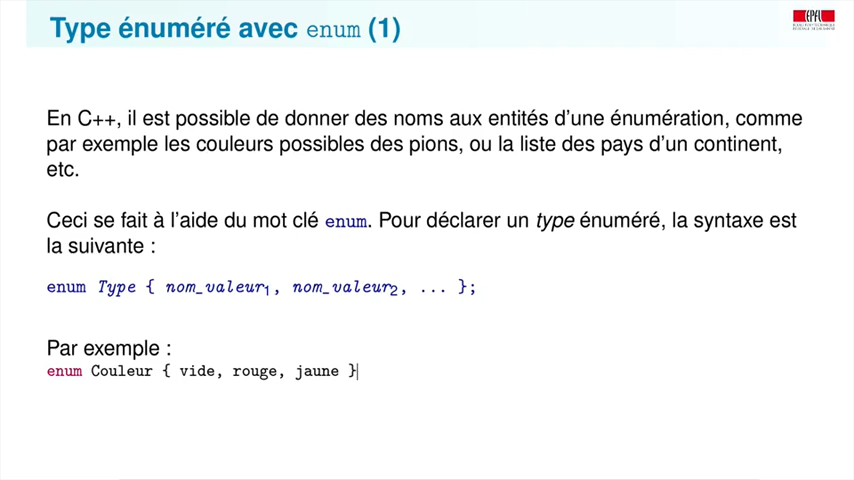 Type énuméré avec enum (1)
EPFL
En C++, il est possible de donner des noms aux entités d'une énumération, comme
par exemple les couleurs possibles des pions, ou la liste des pays d'un continent,
etc.
Ceci se fait à l'aide du mot clé enum. Pour déclarer un type énuméré, la syntaxe est
la suivante :
enum Type { nom_valeur1, nom_valeur2, ... };
Par exemple :
enum Couleur { vide, rouge, jaune }